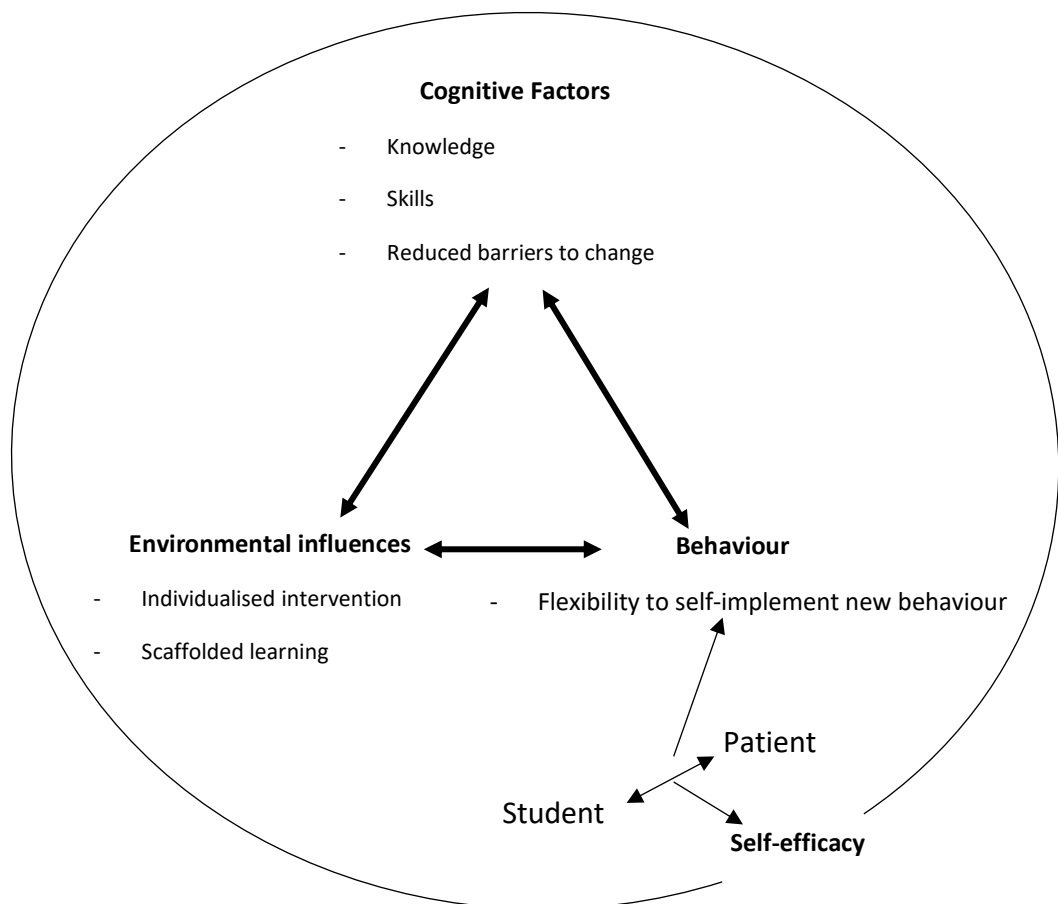 Cognitive Factors
- Knowledge
- Skills
- Reduced barriers to change
Environmental influences
- Individualised intervention
- Scaffolded learning
Behaviour
- Flexibility to self-implement new behaviour
Patient
Student
Self-efficacy